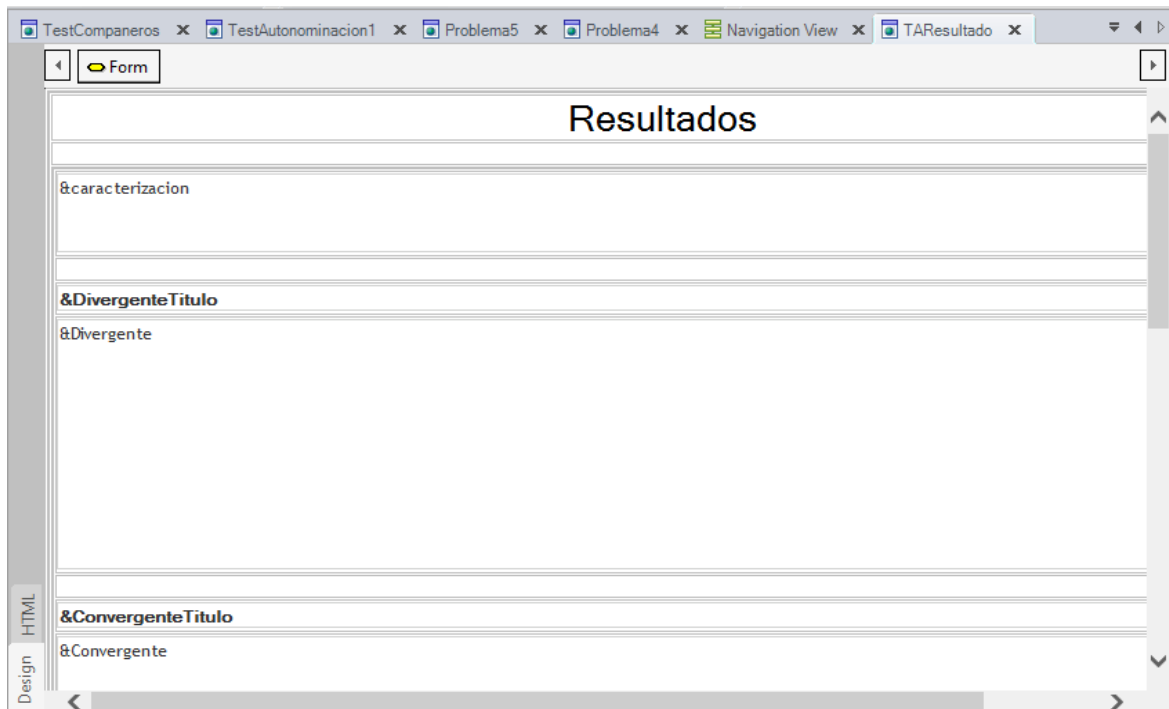 TestCompaneros TestAutonominacion1 Problema5 Problema4 Navigation View TAResultado
Form
Resultados
&caracterizacion
&DivergenteTitulo
&Divergente
&ConvergenteTitulo
&Convergente
HTML
Design